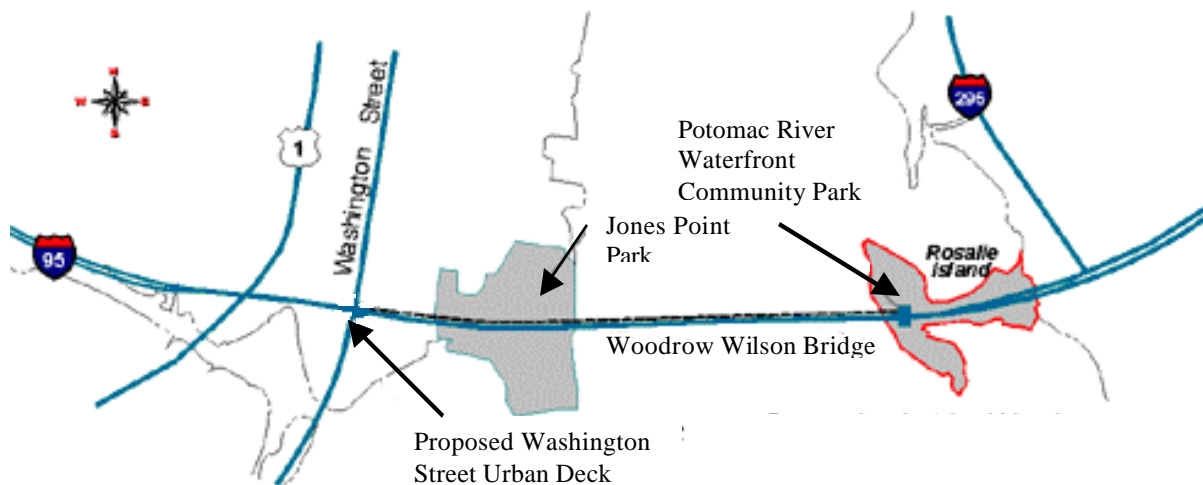 N
W
E
S
1
Washington Street
295
Potomac River
Waterfront
Community Park
Jones Point
Park
95
Rosalie
island
Woodrow Wilson Bridge
Proposed Washington
Street Urban Deck